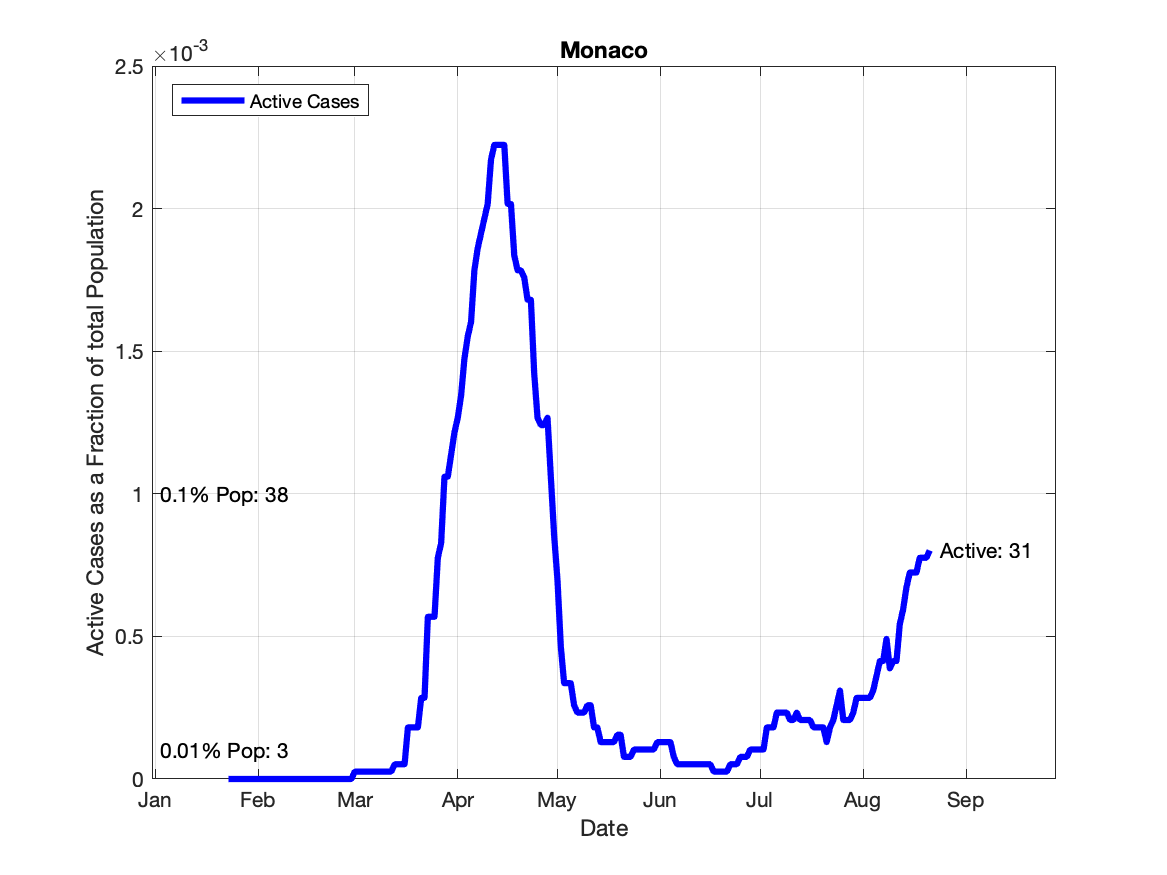 Monaco
×10-3
2.5
2
1.5
1
0.5
0
Active Cases as a Fraction of total Population
Active Cases
0.1% Pop: 38
Active: 31
0.01% Pop: 3
Jan Feb Mar Apr May Jun Jul Aug Sep
Date